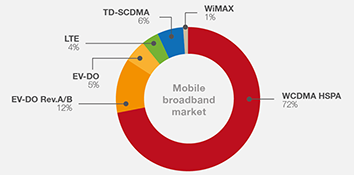 TD-SCDMA
6%
WiMAX
1%
LTE
4%
EV-DO
5%
EV-DO Rev.A/B
12%
Mobile
broadband
market
WCDMA HSPA
72%